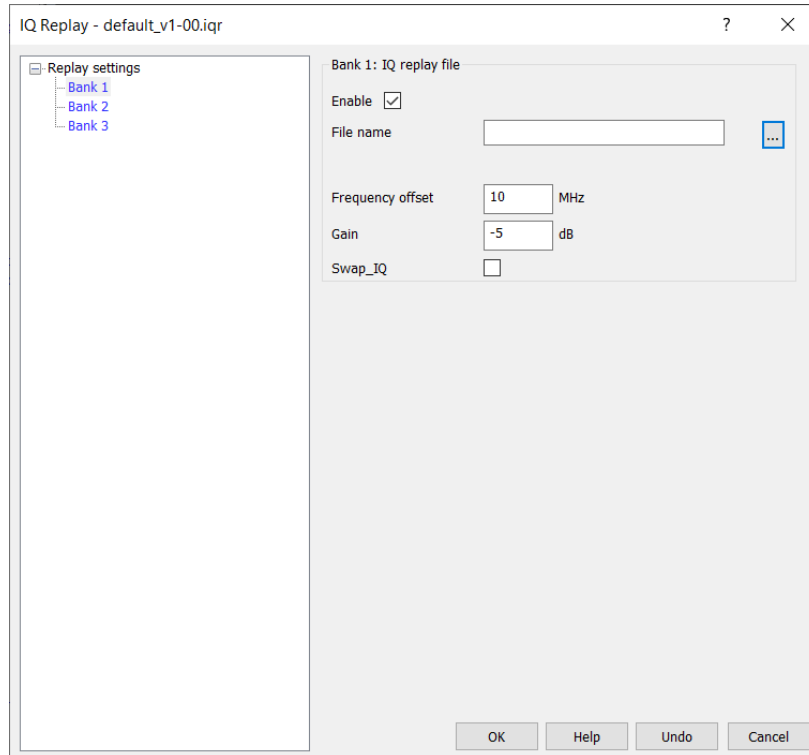 IQ Replay - default_v1-00.iqr ?
Replay settings
Bank 1
Bank 2
Bank 3
Bank 1: IQ replay file
Enable
File name ...
Frequency offset 10 MHz
Gain -5 dB
Swap_IQ
OK Help Undo Cancel